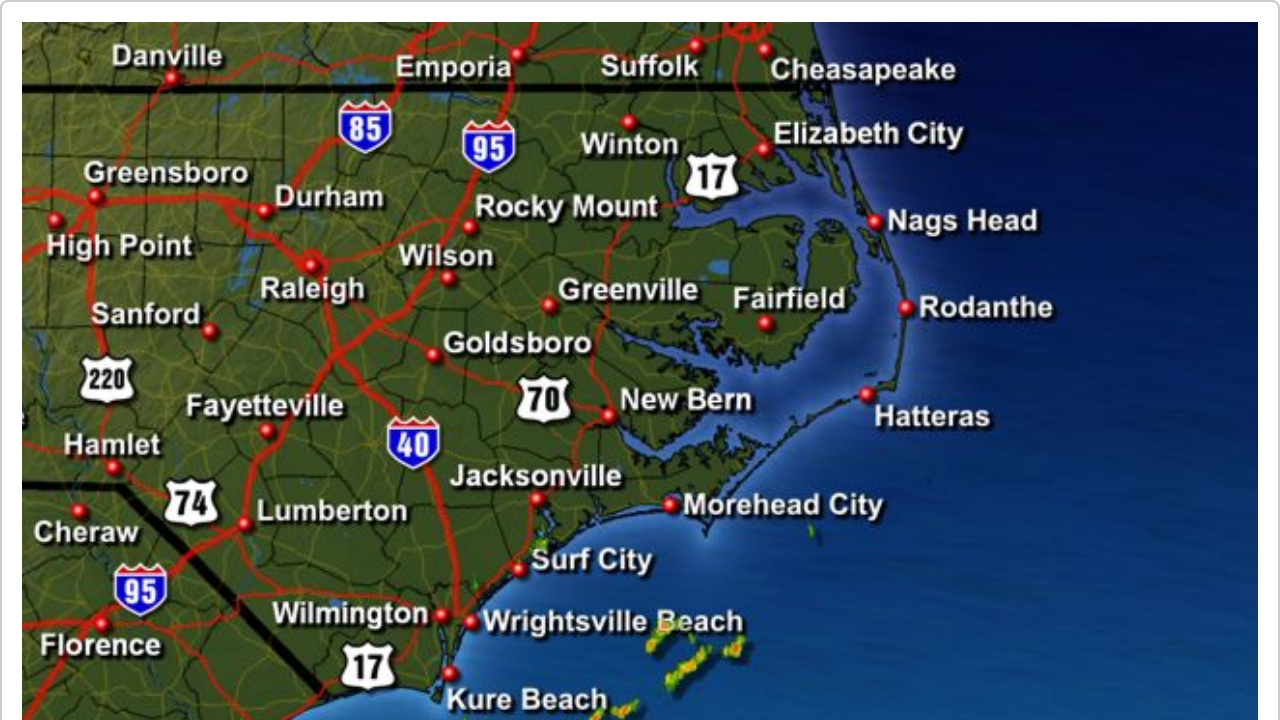 Danville
Emporia
Suffolk
Cheasapeake
85
95
Winton
Elizabeth City
17
Greensboro
Durham
Rocky Mount
Nags Head
High Point
Wilson
Raleigh
Greenville
Fairfield
Rodanthe
Sanford
Goldsboro
220
70
New Bern
Fayetteville
Hatteras
Hamlet
40
Jacksonville
74
Lumberton
Morehead City
Cheraw
Surf City
95
Wilmington
Wrightsville Beach
Florence
17
Kure Beach